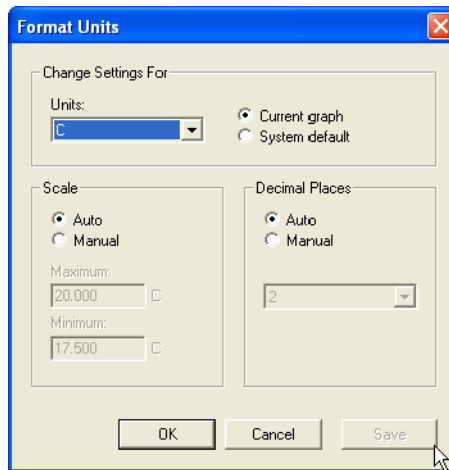 Format Units
Change Settings For
Units:
C
Current graph
System default
Scale
Auto
Manual
Maximum:
20.000 C
Minimum:
17.500 C
Decimal Places
Auto
Manual
2
OK Cancel Save